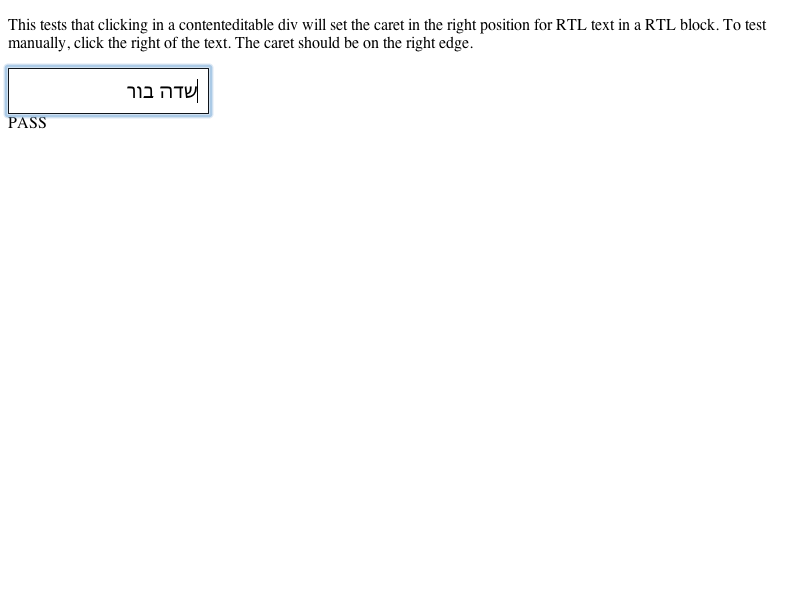 This tests that clicking in a contenteditable div will set the caret in the right position for RTL text in a RTL block. To test
manually, click the right of the text. The caret should be on the right edge.
שדה בור
PASS